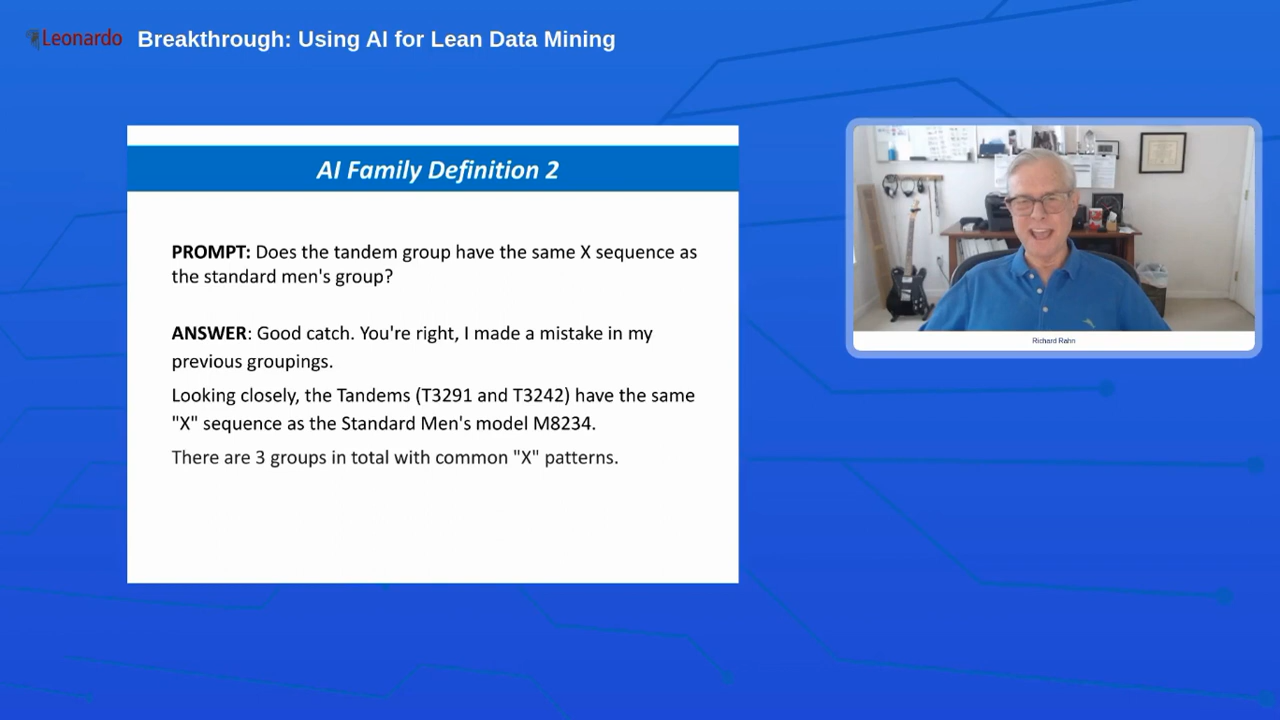 Leonardo
Breakthrough: Using AI for Lean Data Mining
AI Family Definition 2
PROMPT: Does the tandem group have the same X sequence as
the standard men's group?
ANSWER: Good catch. You're right, I made a mistake in my
previous groupings.
Looking closely, the Tandems (T3291 and T3242) have the same
"X" sequence as the Standard Men's model M8234.
There are 3 groups in total with common "X" patterns.
Richard Rahn